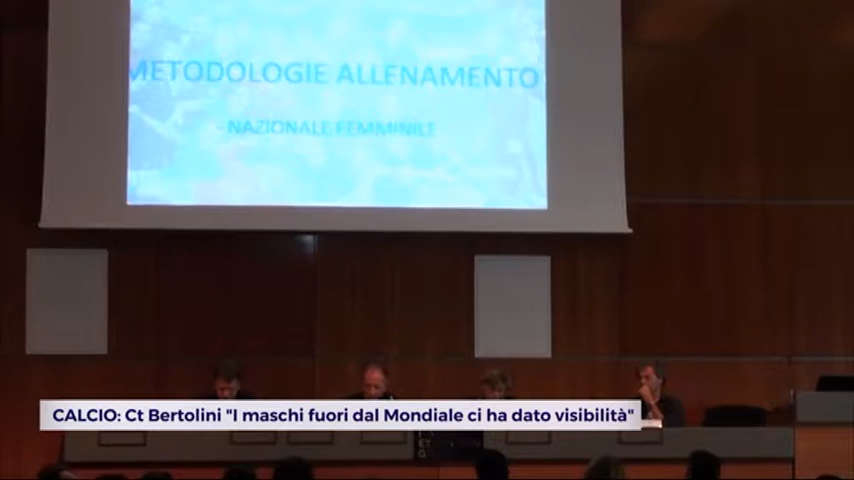 METODOLOGIE ALLENAMENTO
NAZIONALE FEMMINILE
CALCIO: Ct Bertolini "I maschi fuori dal Mondiale ci ha dato visibilità"